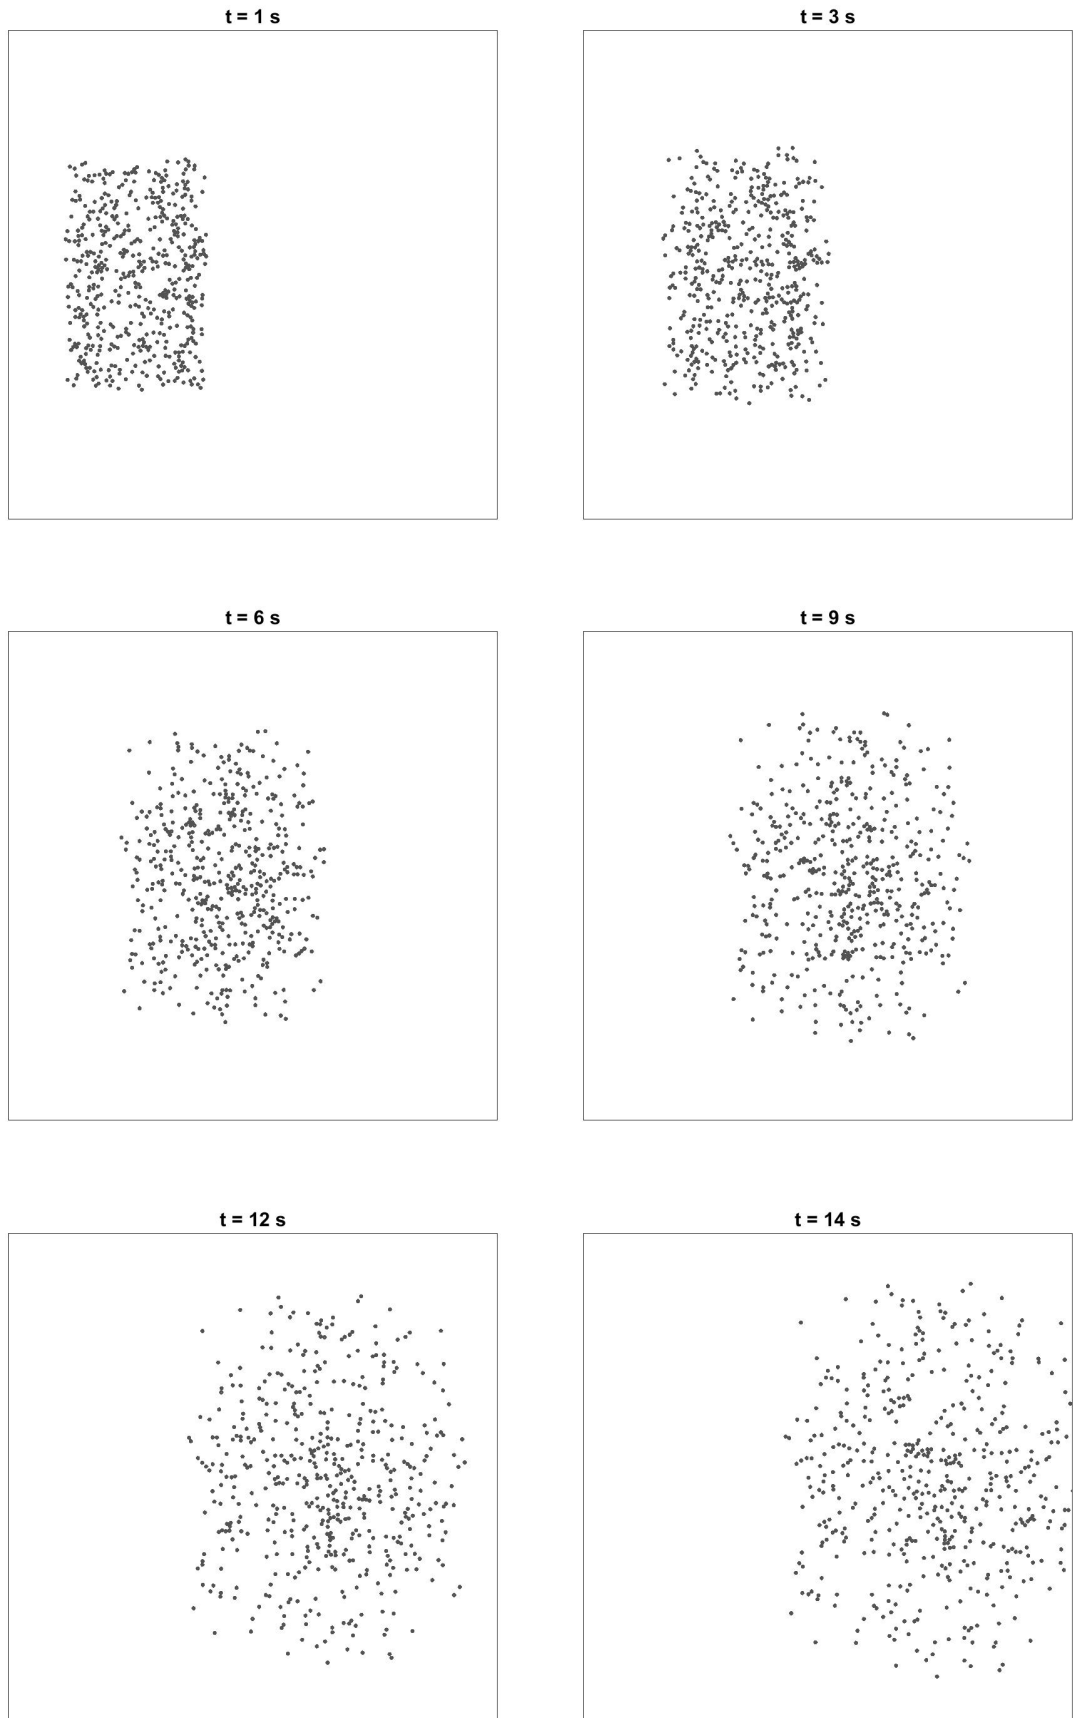 t = 1 s
t = 3 s
t = 6 s
t = 9 s
t = 12 s
t = 14 s